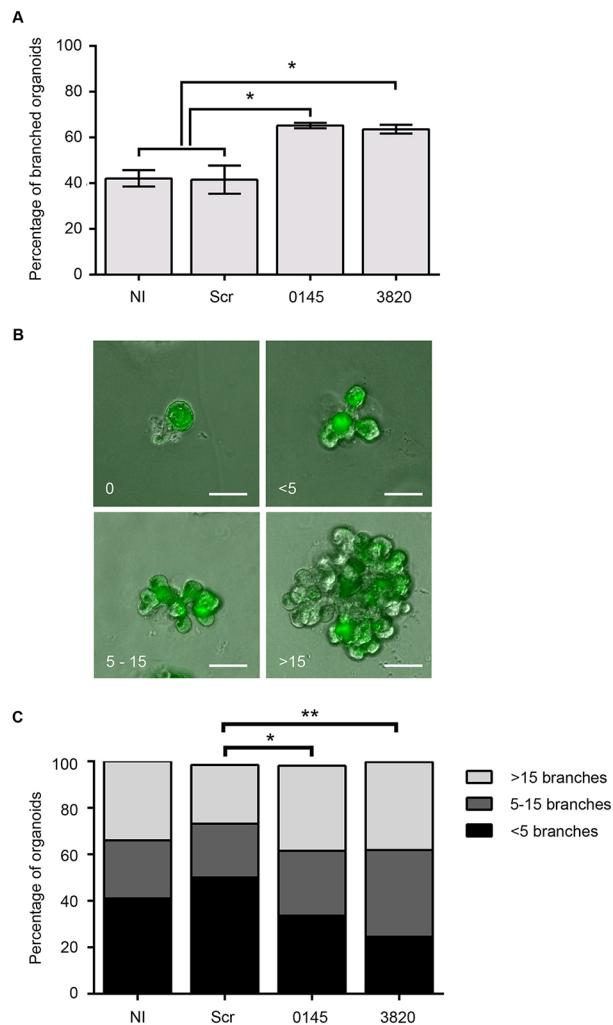 A
Percentage of branched organoids
100
80
60
40
20
0
*
*
NI Scr 0145 3820
B
0
<5
5 - 15
>15
C
Percentage of organoids
100
80
60
40
20
0
**
*
NI Scr 0145 3820
>15 branches
5-15 branches
<5 branches